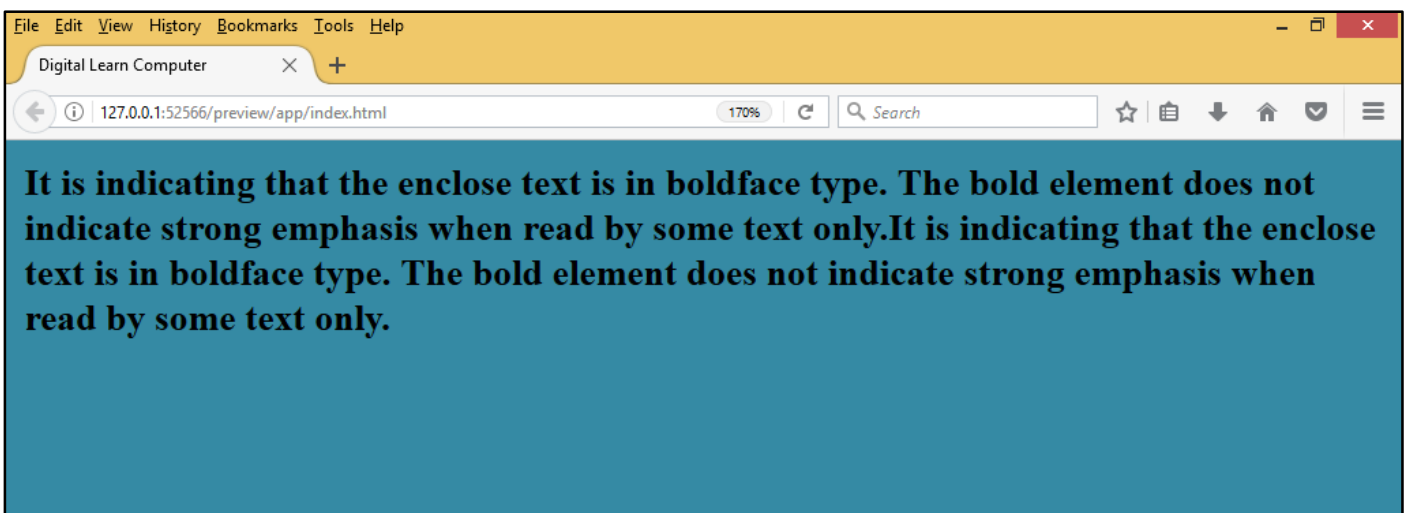 File Edit View History Bookmarks Tools Help
Digital Learn Computer
127.0.0.1:52566/preview/app/index.html 170% Search
It is indicating that the enclose text is in boldface type. The bold element does not
indicate strong emphasis when read by some text only.It is indicating that the enclose
text is in boldface type. The bold element does not indicate strong emphasis when
read by some text only.